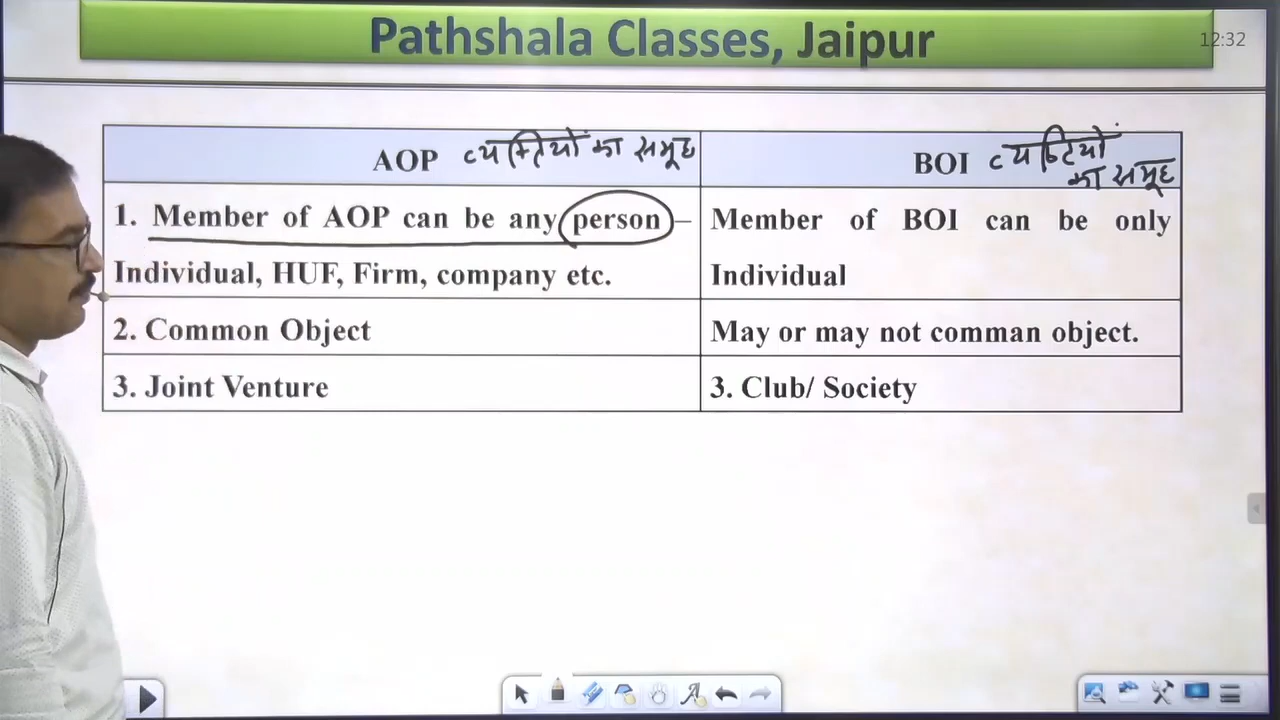 Pathshala Classes, Jaipur
12:32
AOP व्यक्तियों का समूह
BOI व्यष्टियों
का समूह
1. Member of AOP can be any person –
Individual, HUF, Firm, company etc.
Member of BOI can be only
Individual
2. Common Object
May or may not comman object.
3. Joint Venture
3. Club/ Society